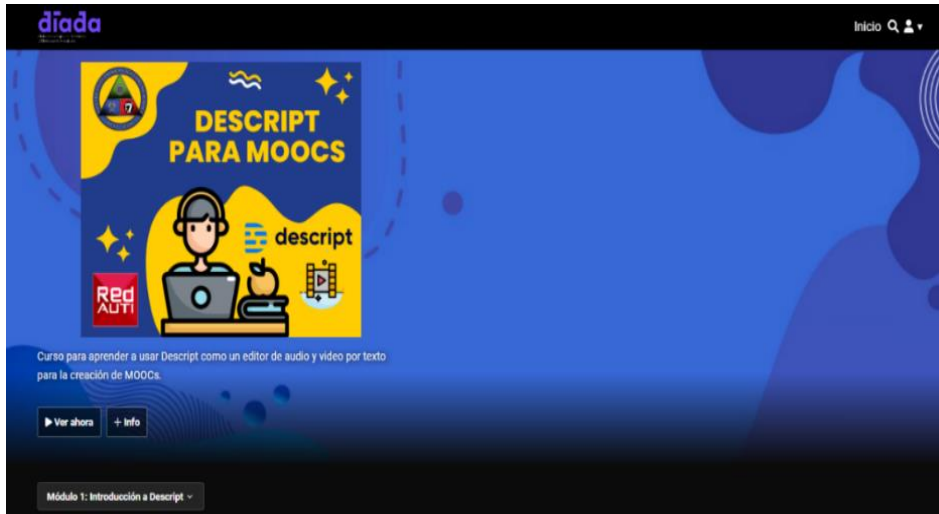 díada
Inicio
DESCRIPT
PARA MOOCS
descript
Red
AUTI
Curso para aprender a usar Descript como un editor de audio y video por texto
para la creación de MOOCs.
Ver ahora
+ Info
Módulo 1: Introducción a Descript